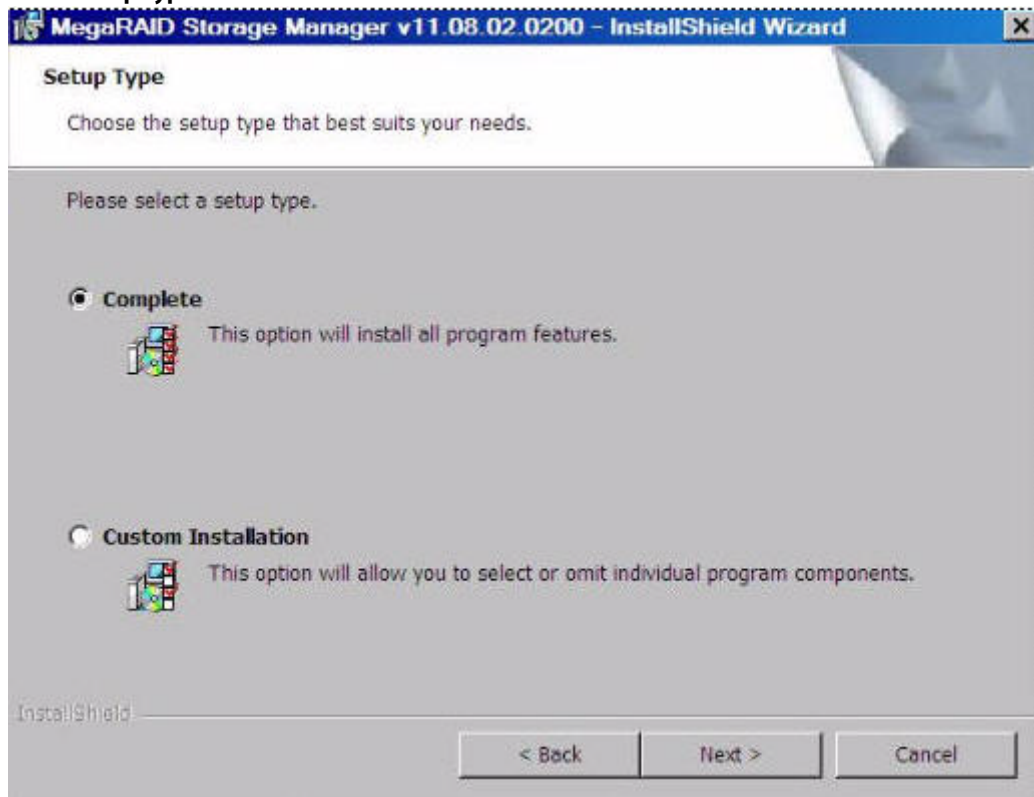 MegaRAID Storage Manager v11.08.02.0200 – InstallShield Wizard
Setup Type
Choose the setup type that best suits your needs.
Please select a setup type.
Complete
This option will install all program features.
Custom Installation
This option will allow you to select or omit individual program components.
InstallShield
< Back
Next >
Cancel